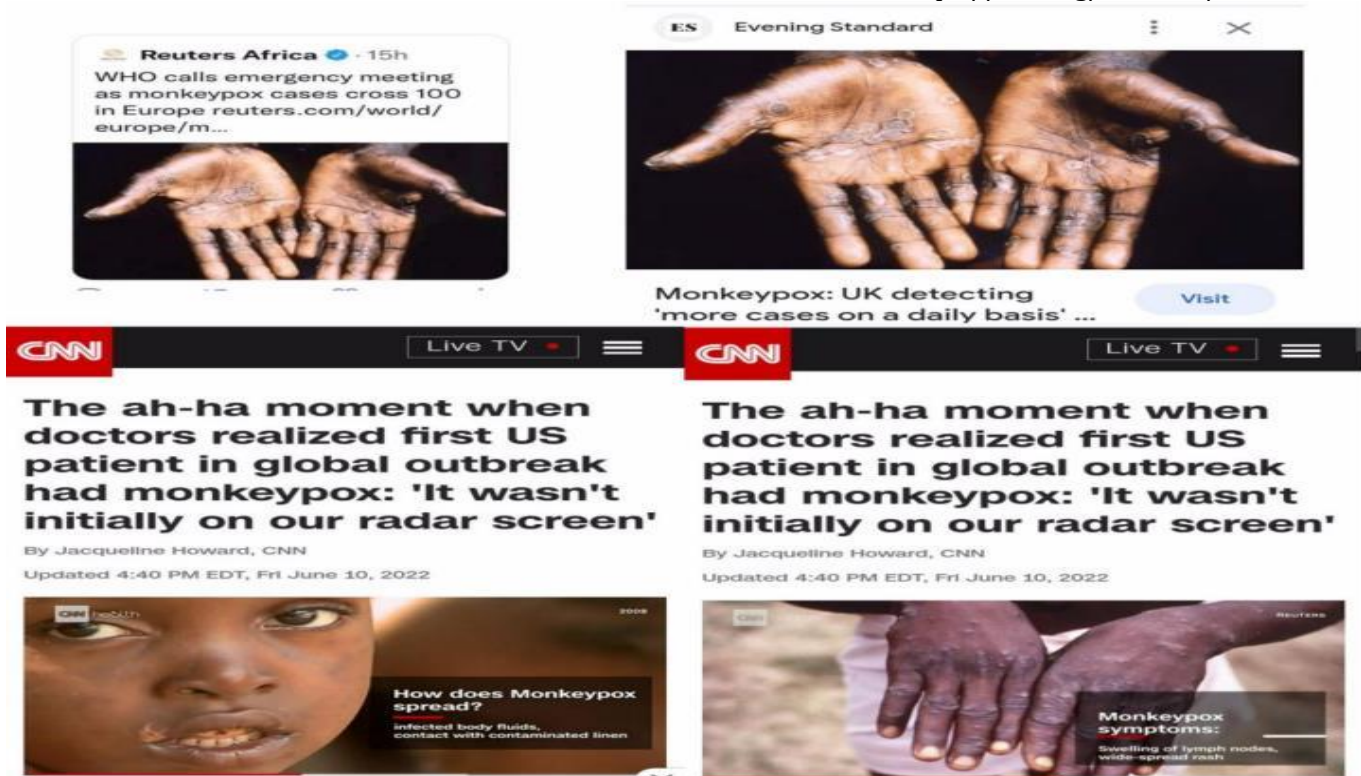 Reuters Africa · 15h
WHO calls emergency meeting
as monkeypox cases cross 100
in Europe reuters.com/world/
europe/m...
ES Evening Standard
Monkeypox: UK detecting
'more cases on a daily basis' ...
Visit
CNN Live TV
The ah-ha moment when
doctors realized first US
patient in global outbreak
had monkeypox: 'It wasn't
initially on our radar screen'
By Jacqueline Howard, CNN
Updated 4:40 PM EDT, Fri June 10, 2022
CNN health
How does Monkeypox
spread?
infected body fluids,
contact with contaminated linen
CNN Live TV
The ah-ha moment when
doctors realized first US
patient in global outbreak
had monkeypox: 'It wasn't
initially on our radar screen'
By Jacqueline Howard, CNN
Updated 4:40 PM EDT, Fri June 10, 2022
CNN REUTERS
Monkeypox
symptoms:
Swelling of lymph nodes,
wide-spread rash